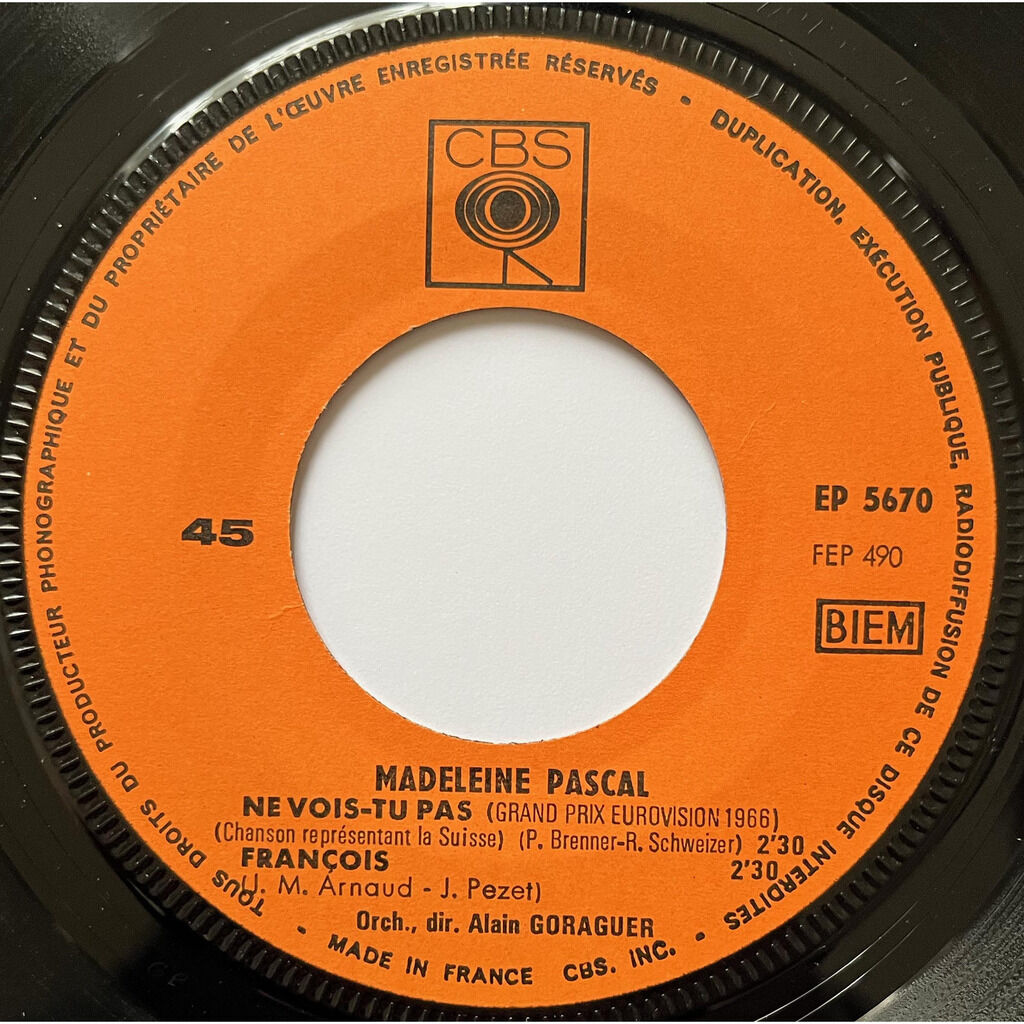 TOUS DROITS DU PRODUCTEUR PHONOGRAPHIQUE ET DU PROPRIÉTAIRE DE L'ŒUVRE ENREGISTRÉE RÉSERVÉS - DUPLICATION, EXÉCUTION PUBLIQUE, RADIODIFFUSION DE CE DISQUE INTERDITES -
CBS
45
EP 5670
FEP 490
BIEM
MADELEINE PASCAL
NE VOIS-TU PAS (GRAND PRIX EUROVISION 1966)
(Chanson représentant la Suisse) (P. Brenner-R. Schweizer) 2'30
FRANÇOIS 2'30
(J. M. Arnaud - J. Pezet)
Orch., dir. Alain GORAGUER
- MADE IN FRANCE CBS. INC.